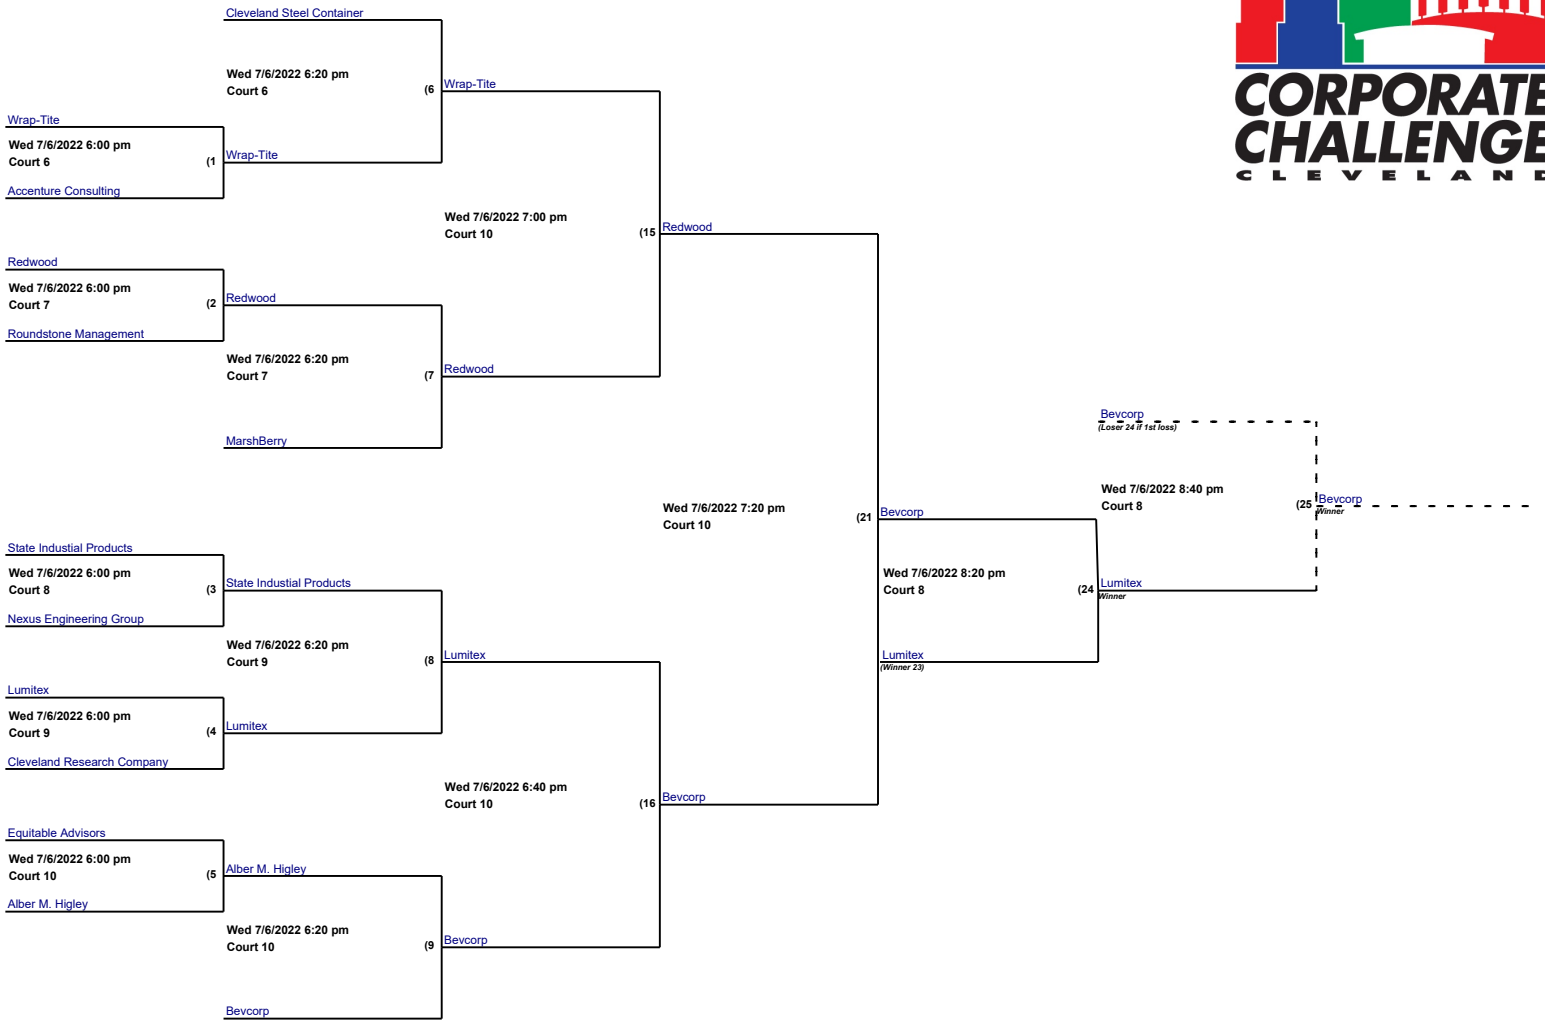 Cleveland Steel Container
Wed 7/6/2022 6:20 pm
Court 6
(6
Wrap-Tite
Wrap-Tite
Wed 7/6/2022 6:00 pm
Court 6
(1
Wrap-Tite
Accenture Consulting
Wed 7/6/2022 7:00 pm
Court 10
(15
Redwood
Redwood
Wed 7/6/2022 6:00 pm
Court 7
(2
Redwood
Roundstone Management
Wed 7/6/2022 6:20 pm
Court 7
(7
Redwood
MarshBerry
CORPORATE
CHALLENGE
CLEVELAND
Bevcorp
(Loser 24 if 1st loss)
Wed 7/6/2022 8:40 pm
Court 8
(25
Bevcorp
Winner
Wed 7/6/2022 7:20 pm
Court 10
(21
Bevcorp
Wed 7/6/2022 8:20 pm
Court 8
(24
Lumitex
Winner
Lumitex
(Winner 23)
State Industial Products
Wed 7/6/2022 6:00 pm
Court 8
(3
State Industial Products
Nexus Engineering Group
Wed 7/6/2022 6:20 pm
Court 9
(8
Lumitex
Lumitex
Wed 7/6/2022 6:00 pm
Court 9
(4
Lumitex
Cleveland Research Company
Wed 7/6/2022 6:40 pm
Court 10
(16
Bevcorp
Equitable Advisors
Wed 7/6/2022 6:00 pm
Court 10
(5
Alber M. Higley
Alber M. Higley
Wed 7/6/2022 6:20 pm
Court 10
(9
Bevcorp
Bevcorp